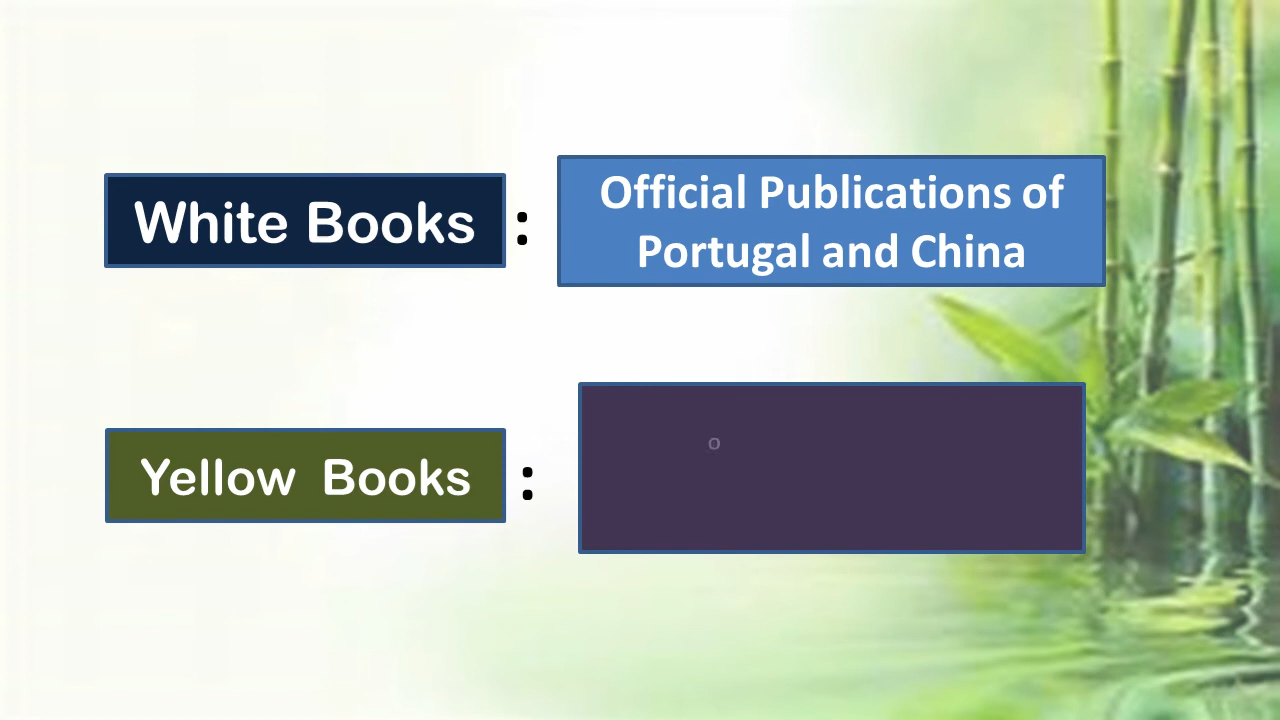 White Books :
Official Publications of
Portugal and China
Yellow Books :
o